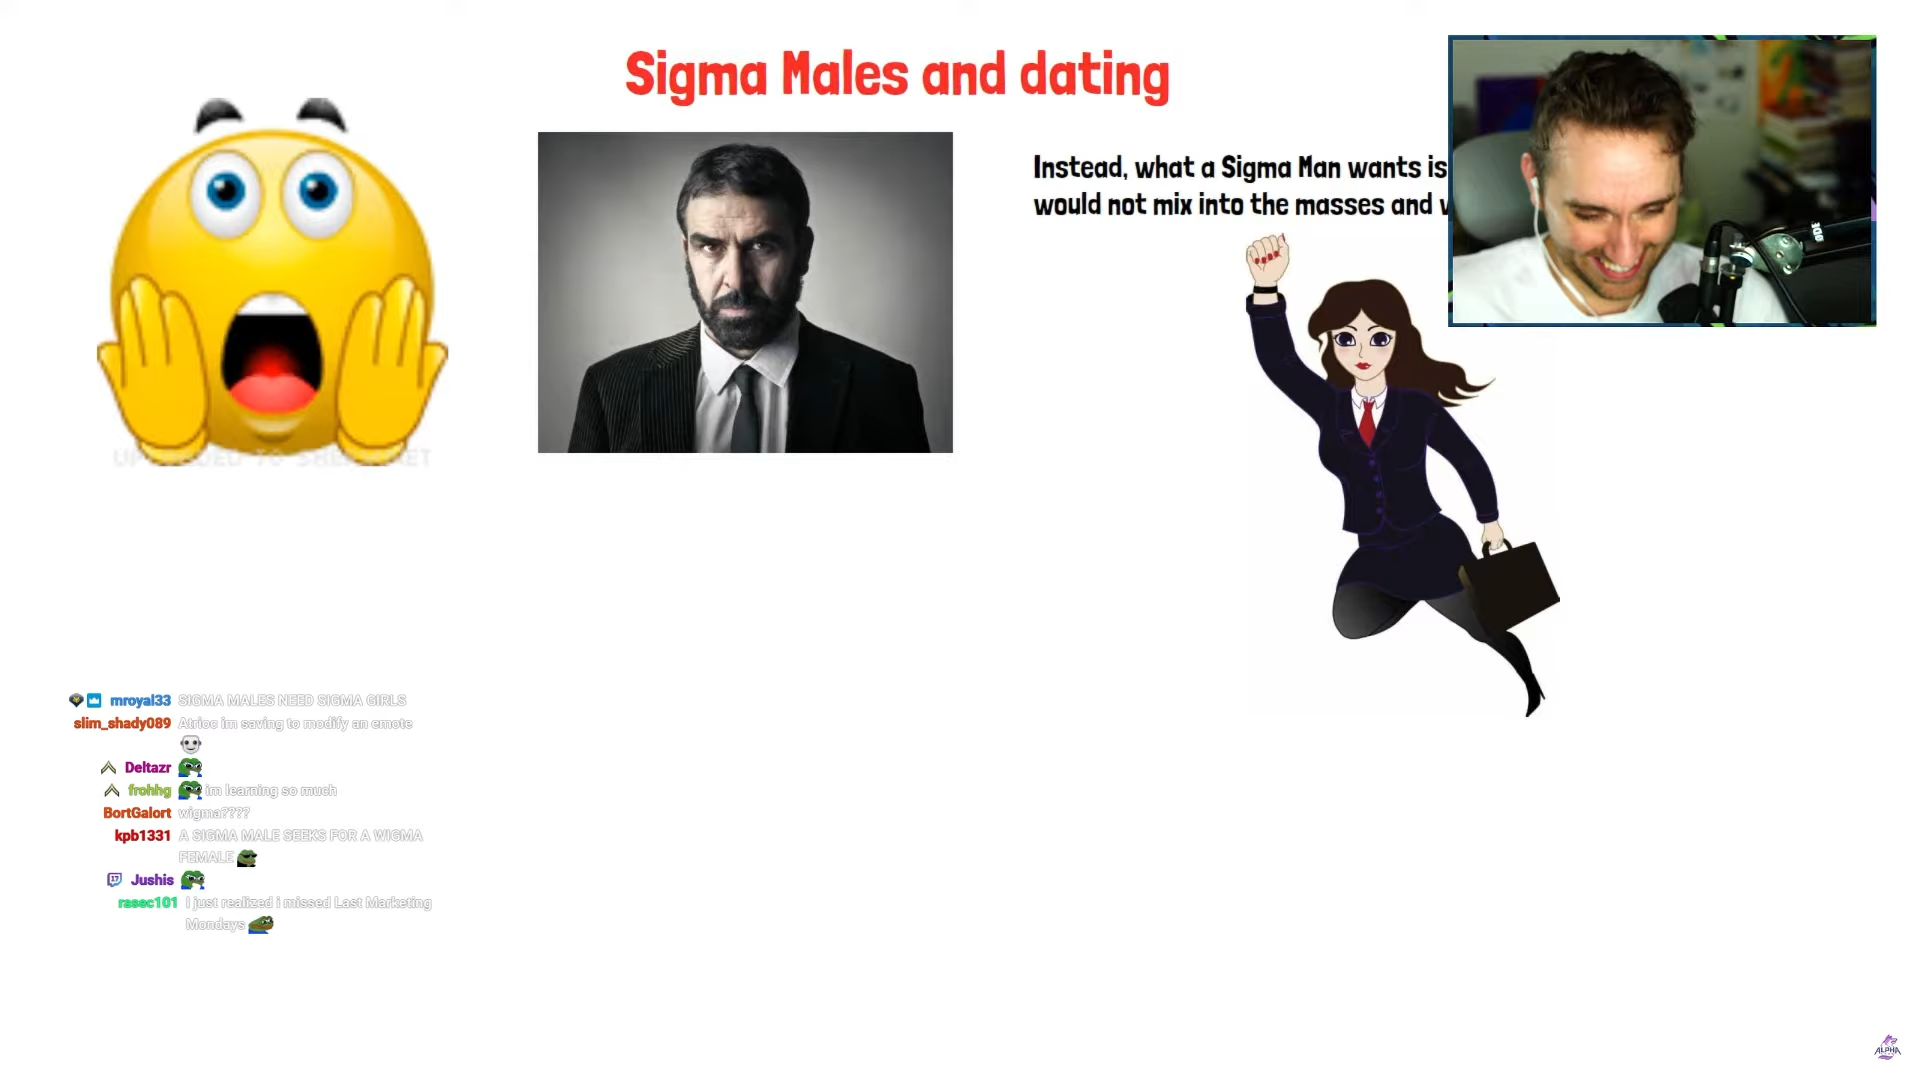 Sigma Males and dating
Instead, what a Sigma Man wants is
would not mix into the masses and
mroyal33 SIGMA MALES NEED SIGMA GIRLS
slim_shady089 Atrioc im saving to modify an emote
Deltazr
frohhg im learning so much
BortGalort wigma????
kpb1331 A SIGMA MALE SEEKS FOR A WIGMA
FEMALE
17 Jushis
rasec101 I just realized i missed Last Marketing
Mondays
ALPHA